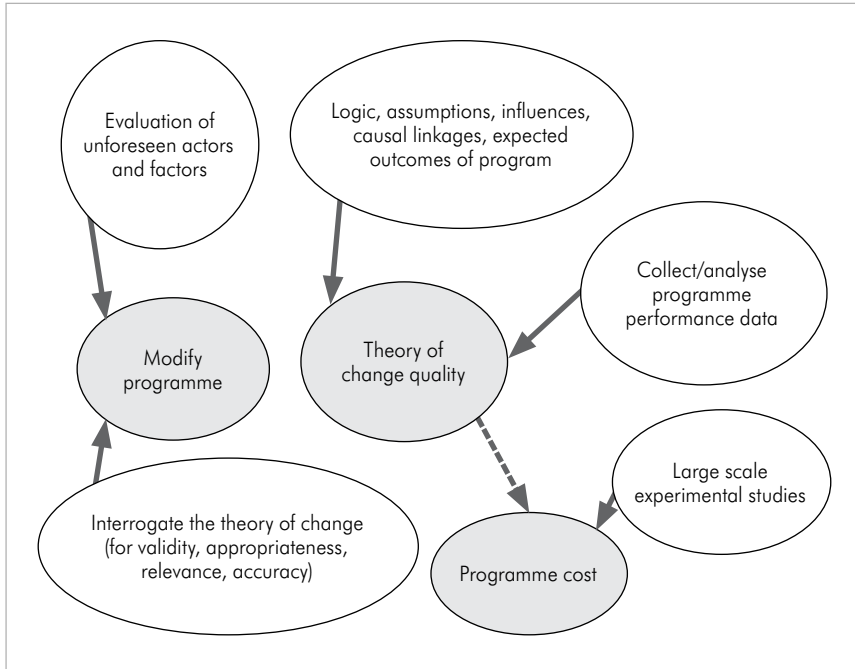 Evaluation of
unforeseen actors
and factors
Logic, assumptions, influences,
causal linkages, expected
outcomes of program
Collect/analyse
programme
performance data
Modify
programme
Theory of
change quality
Large scale
experimental studies
Interrogate the theory of change
(for validity, appropriateness,
relevance, accuracy)
Programme cost